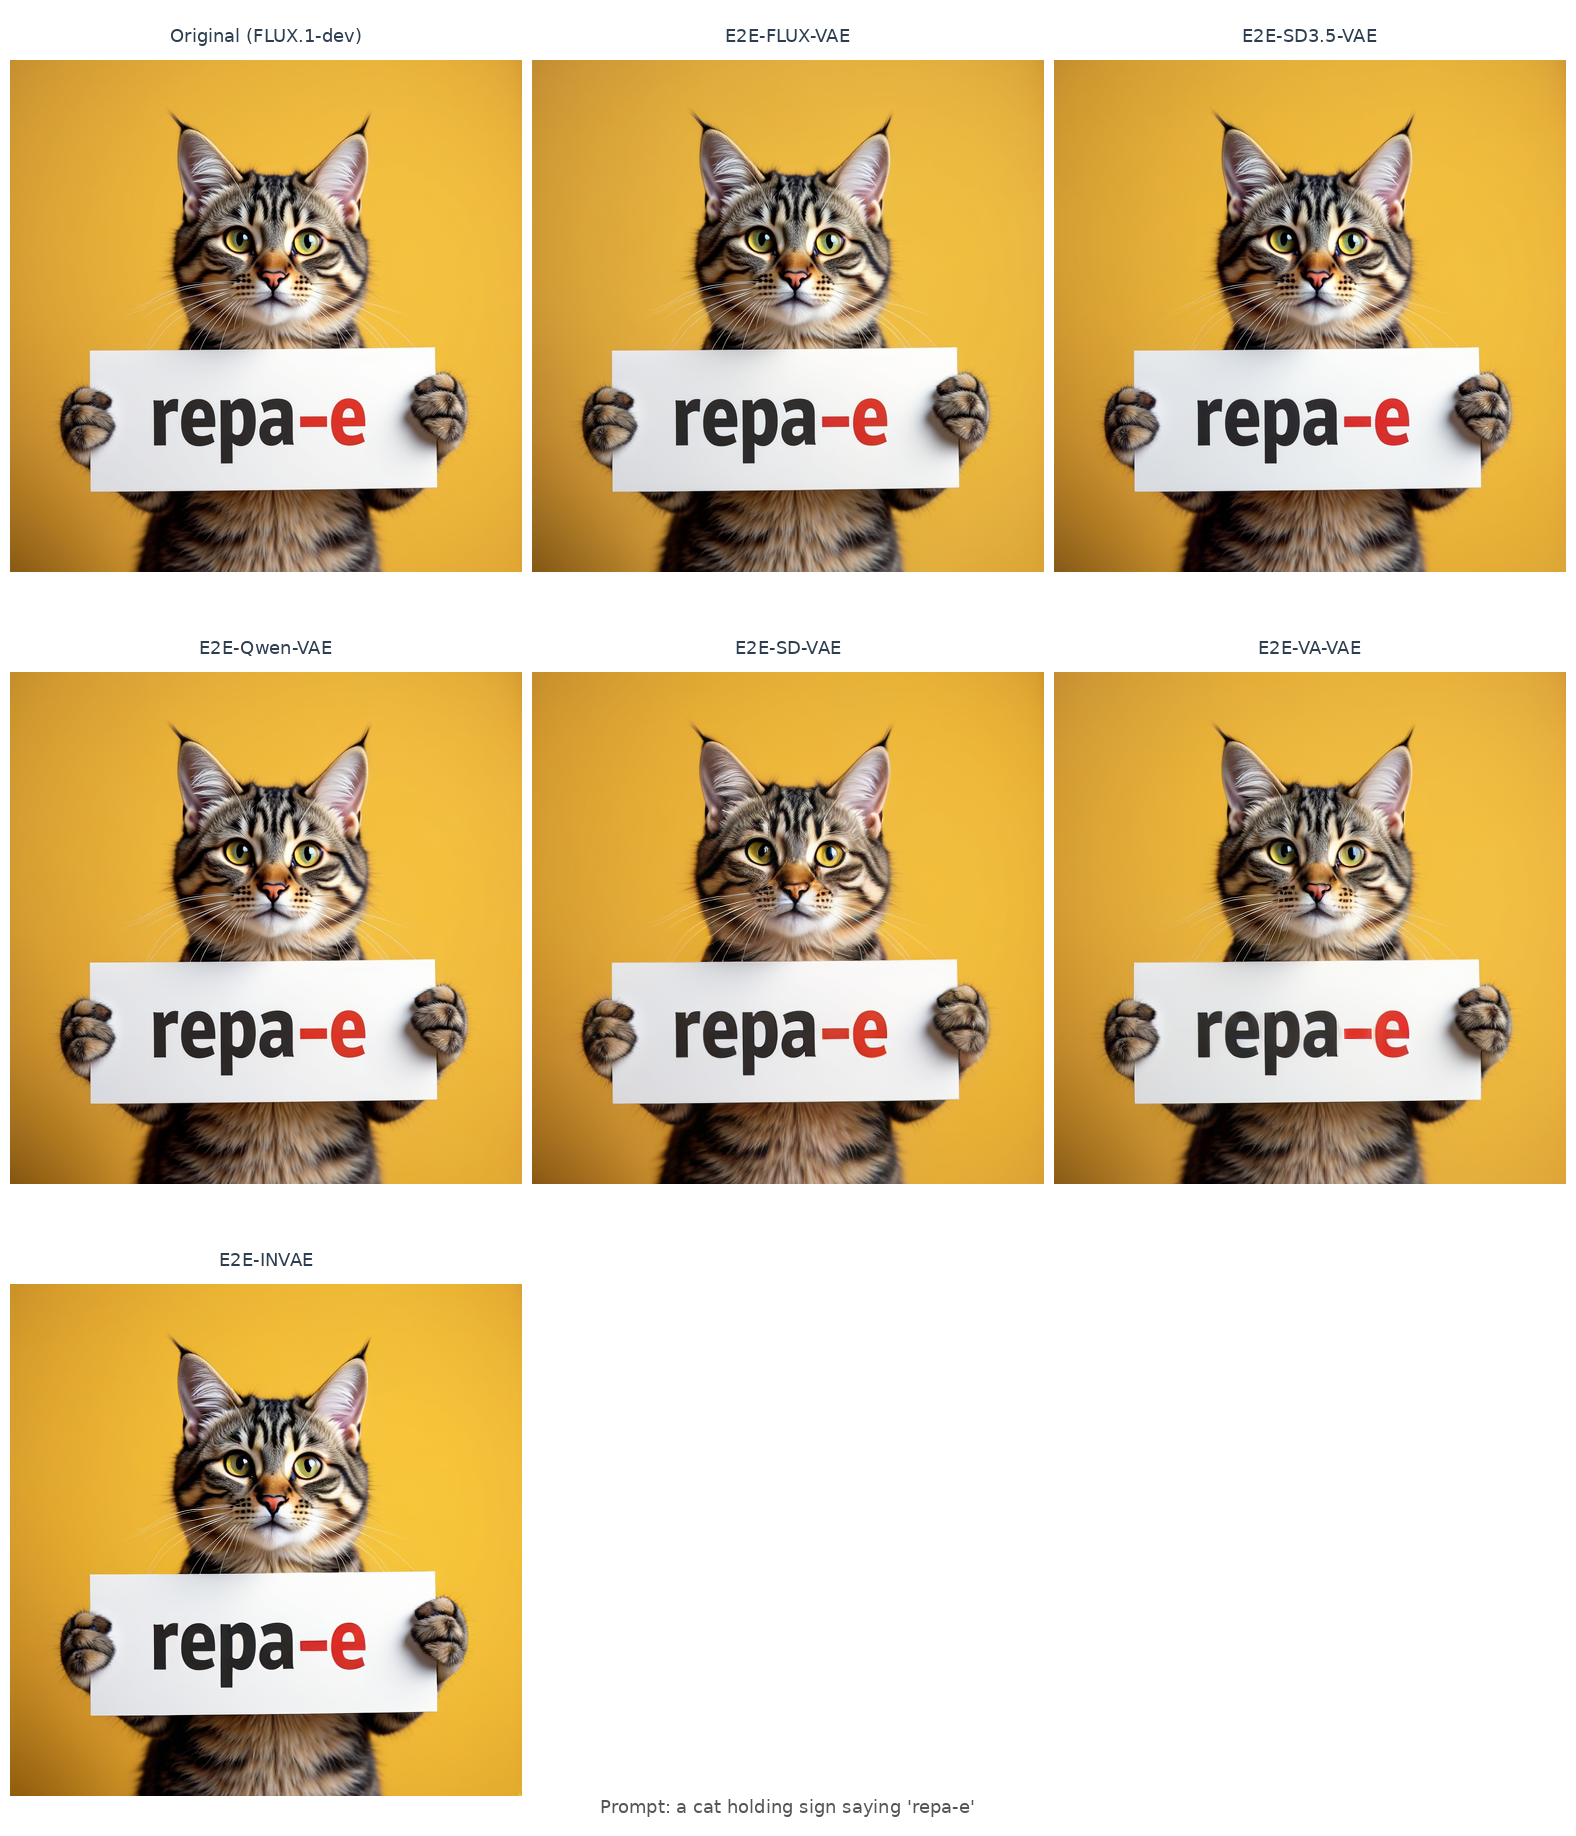 Original (FLUX.1-dev)
E2E-FLUX-VAE
E2E-SD3.5-VAE
repa–e
repa–e
repa–e
E2E-Qwen-VAE
E2E-SD-VAE
E2E-VA-VAE
repa–e
repa–e
repa–e
E2E-INVAE
repa–e
Prompt: a cat holding sign saying 'repa-e'